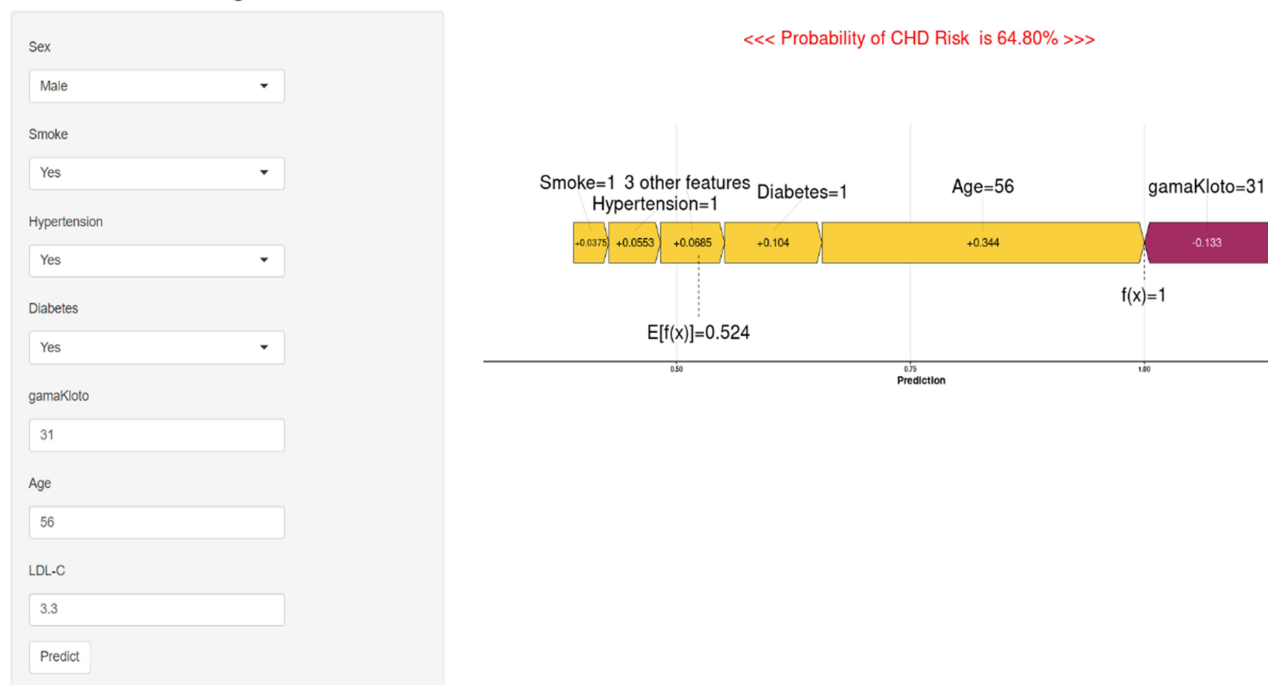 Sex
Male
Smoke
Yes
Hypertension
Yes
Diabetes
Yes
gamaKloto
31
Age
56
LDL-C
3.3
Predict
<<< Probability of CHD Risk is 64.80% >>>
Smoke=1 3 other features Diabetes=1 Age=56 gamaKloto=31
Hypertension=1
+0.0375 +0.0553 +0.0685 +0.104 +0.344 -0.133
f(x)=1
E[f(x)]=0.524
0.50 0.75 1.00
Prediction